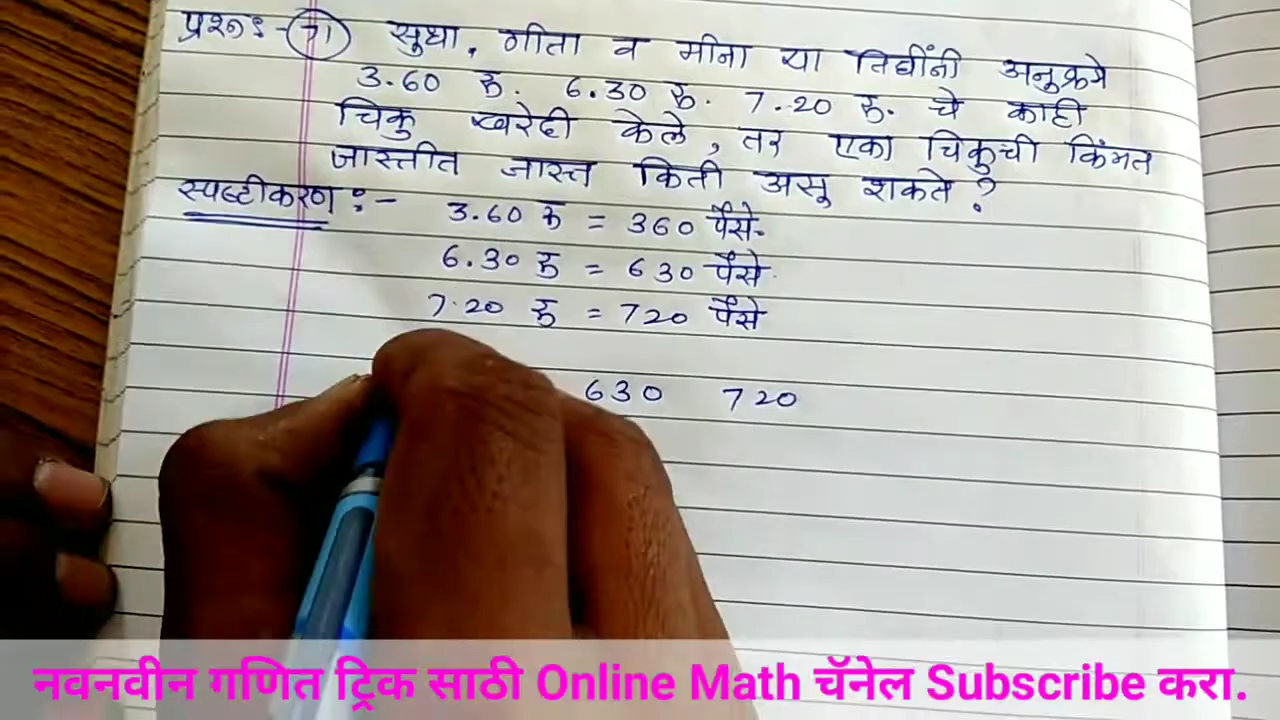 प्रश्न :- (71) सुधा, गीता व मीना या तिघींनी अनुक्रमे
3.60 रु. 6.30 रु. 7.20 रु. चे काही
चिकु खरेदी केले, तर एका चिकुची किंमत
जास्तीत जास्त किती असू शकते ?
स्पष्टीकरण :- 3.60 रु = 360 पैसे.
6.30 रु = 630 पैसे.
7.20 रु = 720 पैसे
630 720
नवनवीन गणित ट्रिक साठी Online Math चॅनेल Subscribe करा.